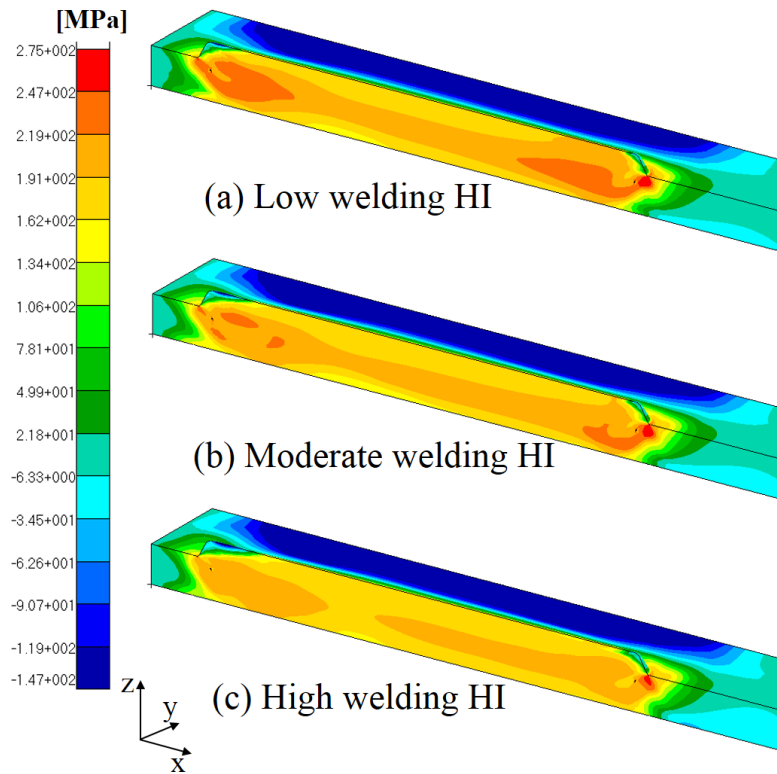 [MPa]
2.75+002
2.47+002
2.19+002
1.91+002
1.62+002
1.34+002
1.06+002
7.81+001
4.99+001
2.18+001
-6.33+000
-3.45+001
-6.26+001
-9.07+001
-1.19+002
-1.47+002
(a) Low welding HI
(b) Moderate welding HI
(c) High welding HI
z
y
x